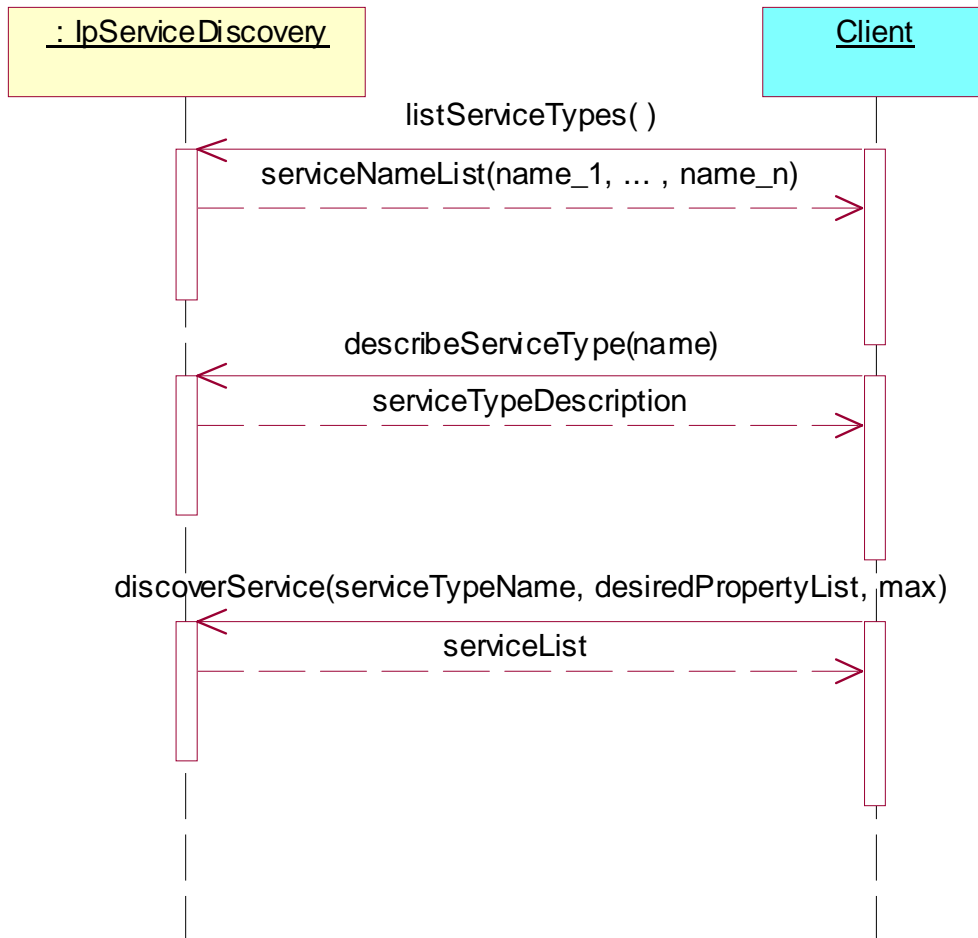 : IpServiceDiscovery
Client
listServiceTypes( )
serviceNameList(name_1, ... , name_n)
describeServiceType(name)
serviceTypeDescription
discoverService(serviceTypeName, desiredPropertyList, max)
serviceList